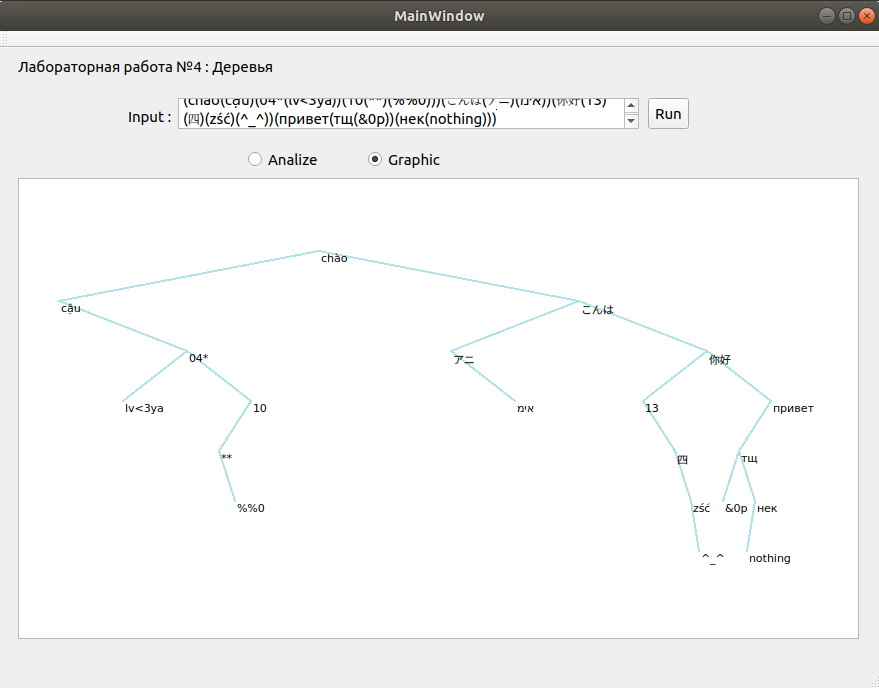 MainWindow
Лабораторная работа №4 : Деревья
(chào(cậu)(04*(lv<3ya))(10(**)(%%0)))(こんは(アニ)(אימ))(你好(13)
Input :
(四)(zść)(^_^))(привет(тщ(&0p))(нек(nothing)))
Run
Analize
Graphic
chào
cậu
こんは
04*
アニ
你好
lv<3ya
10
אימ
13
привет
**
四
тщ
%%0
zść
&0p
нек
^_^
nothing